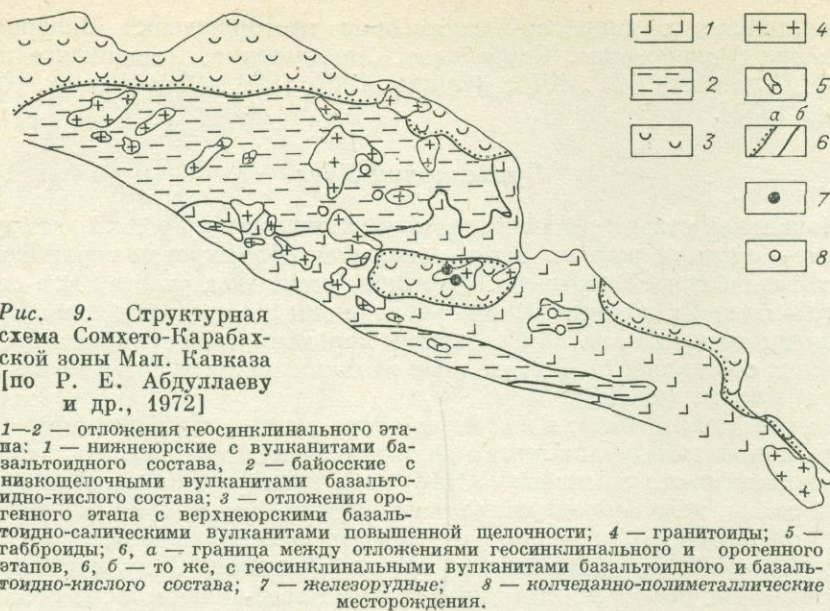 1
4
2
5
3
а б
6
7
8
Рис. 9. Структурная
схема Сомхето-Карабах-
ской зоны Мал. Кавказа
[по Р. Е. Абдуллаеву
и др., 1972]
1—2 — отложения геосинклинального эта-
па: 1 — нижнеюрские с вулканитами ба-
зальтоидного состава, 2 — байосские с
низкощелочными вулканитами базальто-
идно-кислого состава; 3 — отложения оро-
генного этапа с верхнеюрскими базаль-
тоидно-салическими вулканитами повышенной щелочности; 4 — гранитоиды; 5 —
габброиды; 6, а — граница между отложениями геосинклинального и орогенного
этапов, 6, б — то же, с геосинклинальными вулканитами базальтоидного и базаль-
тоидно-кислого состава; 7 — железорудные; 8 — колчеданно-полиметаллические
месторождения.